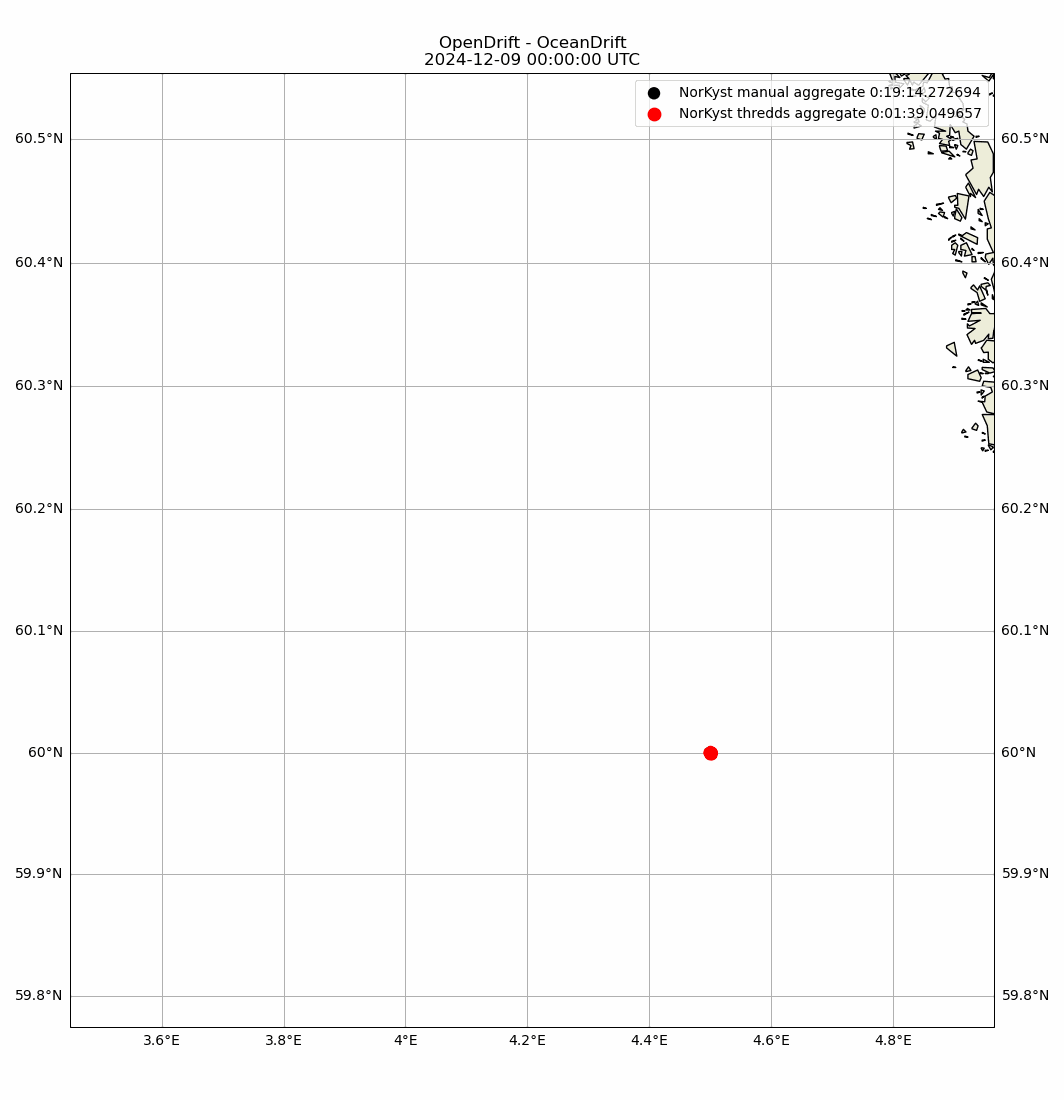 OpenDrift - OceanDrift
2024-12-09 00:00:00 UTC
NorKyst manual aggregate 0:19:14.272694
NorKyst thredds aggregate 0:01:39.049657
60.5°N 60.5°N
60.4°N 60.4°N
60.3°N 60.3°N
60.2°N 60.2°N
60.1°N 60.1°N
60°N 60°N
59.9°N 59.9°N
59.8°N 59.8°N
3.6°E 3.8°E 4°E 4.2°E 4.4°E 4.6°E 4.8°E